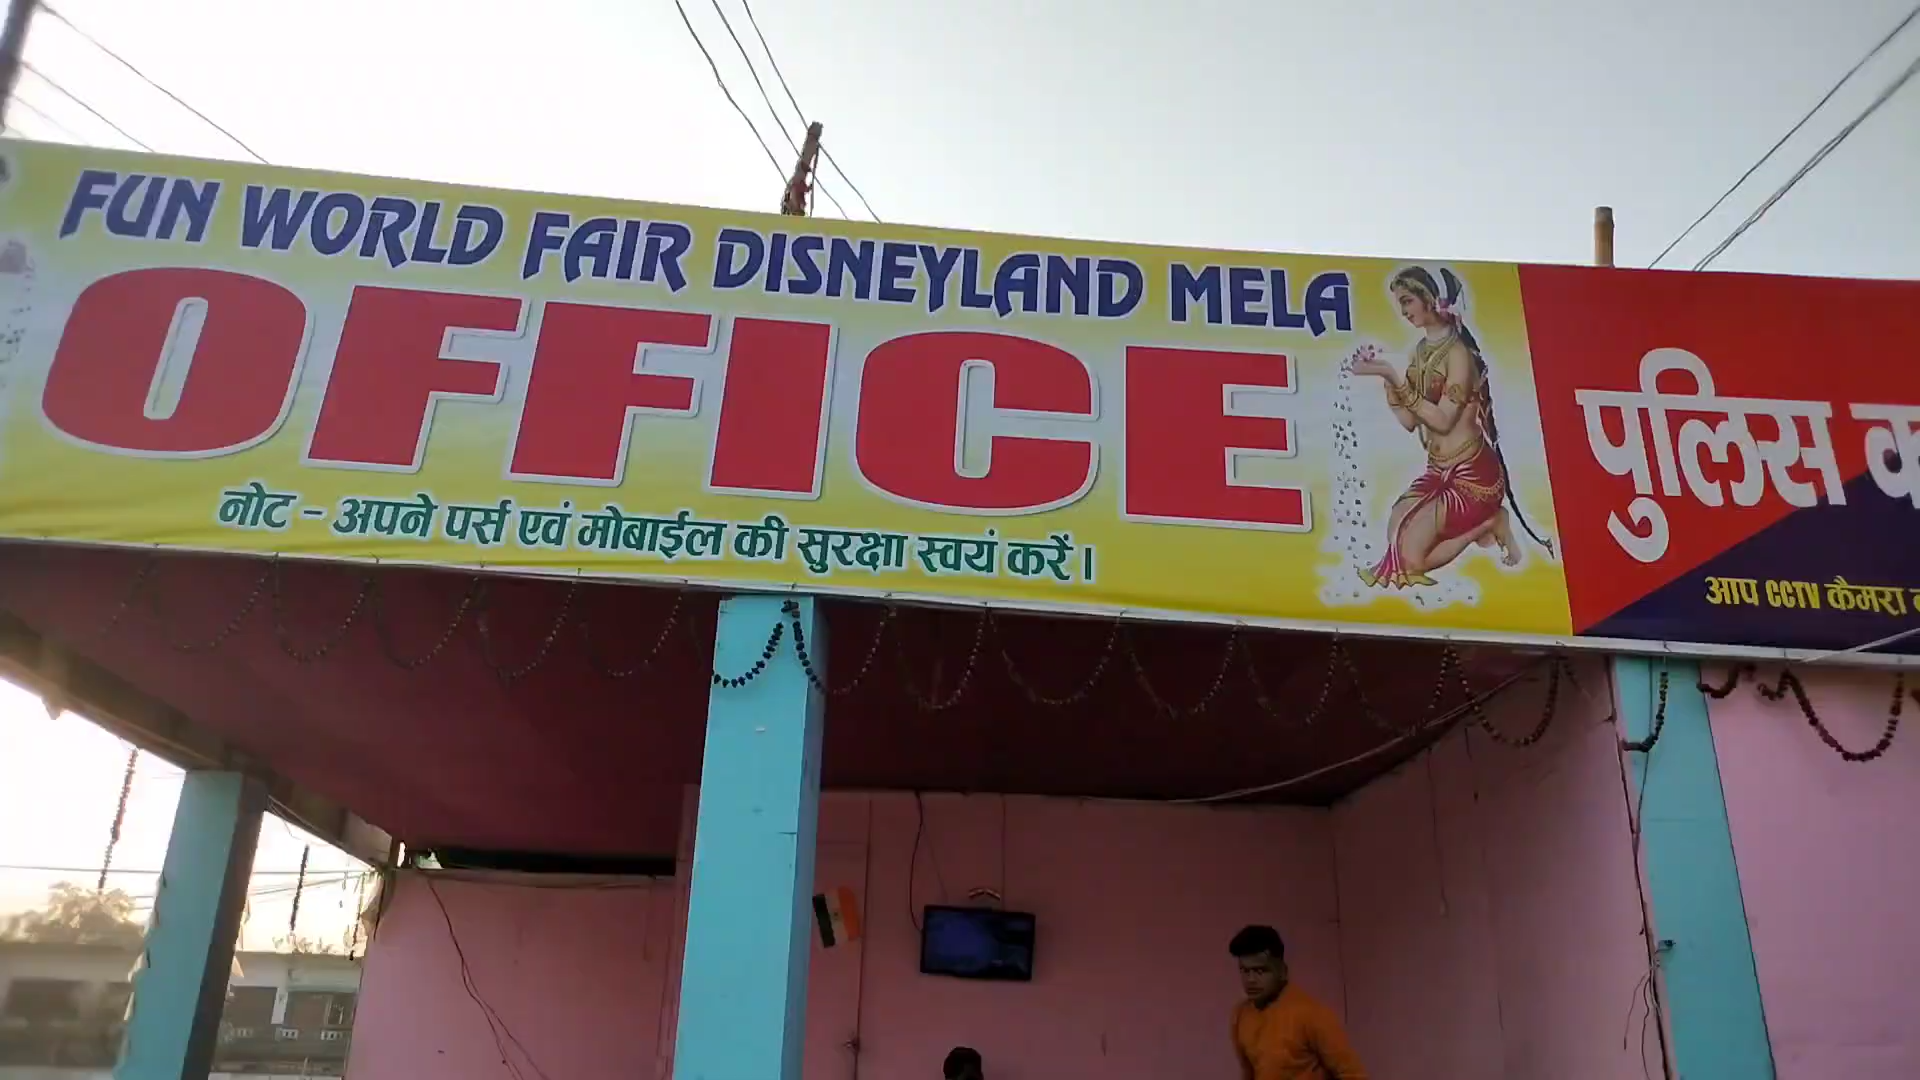 FUN WORLD FAIR DISNEYLAND MELA
OFFICE
नोट - अपने पर्स एवं मोबाईल की सुरक्षा स्वयं करें।
पुलिस
आप CCTV कैमरा